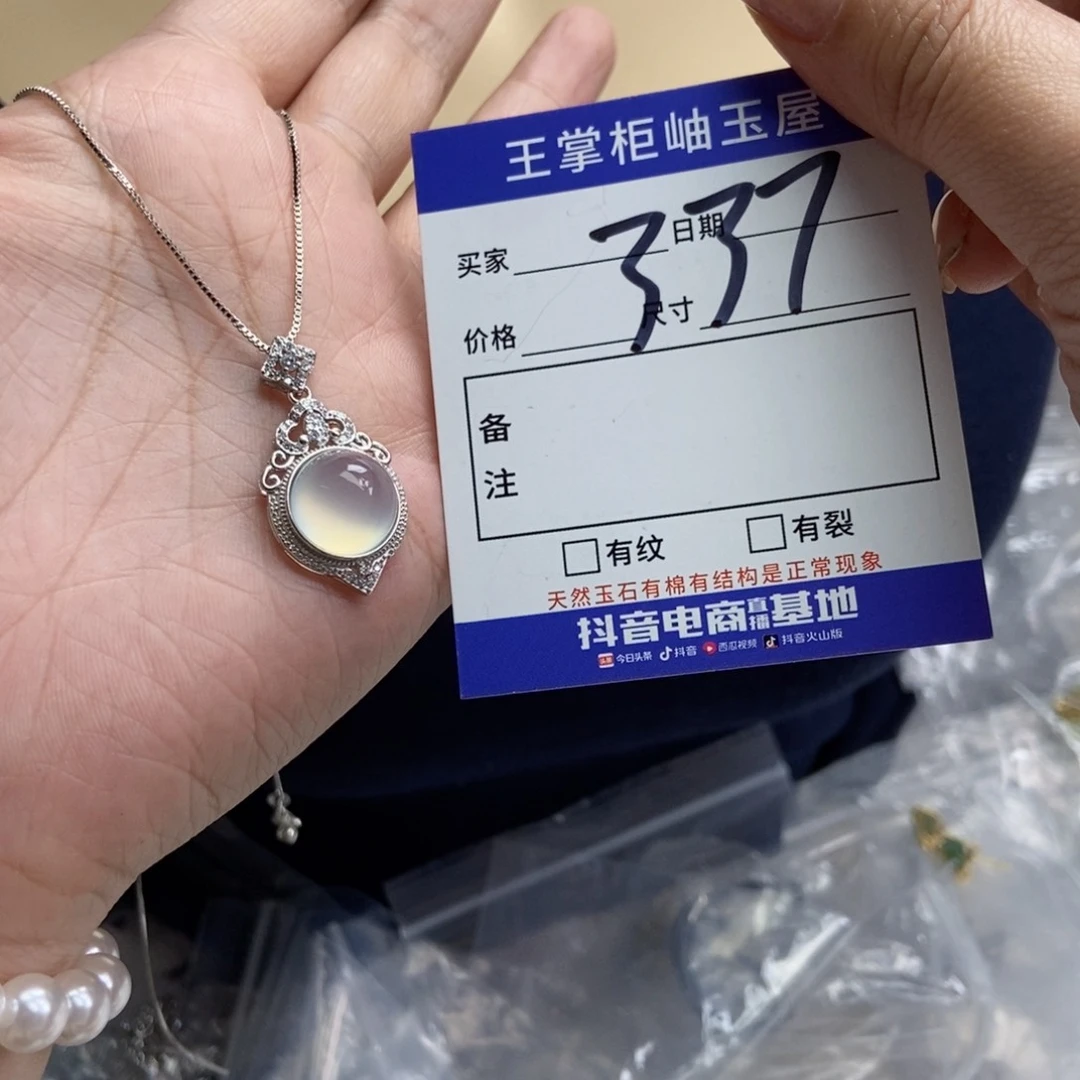 王掌柜岫玉屋
买家 日期
337
价格 尺寸
备
注
□有纹 □有裂
天然玉石有棉有结构是正常现象
抖音电商直播基地
头条 今日头条 抖音 西瓜视频 抖音火山版